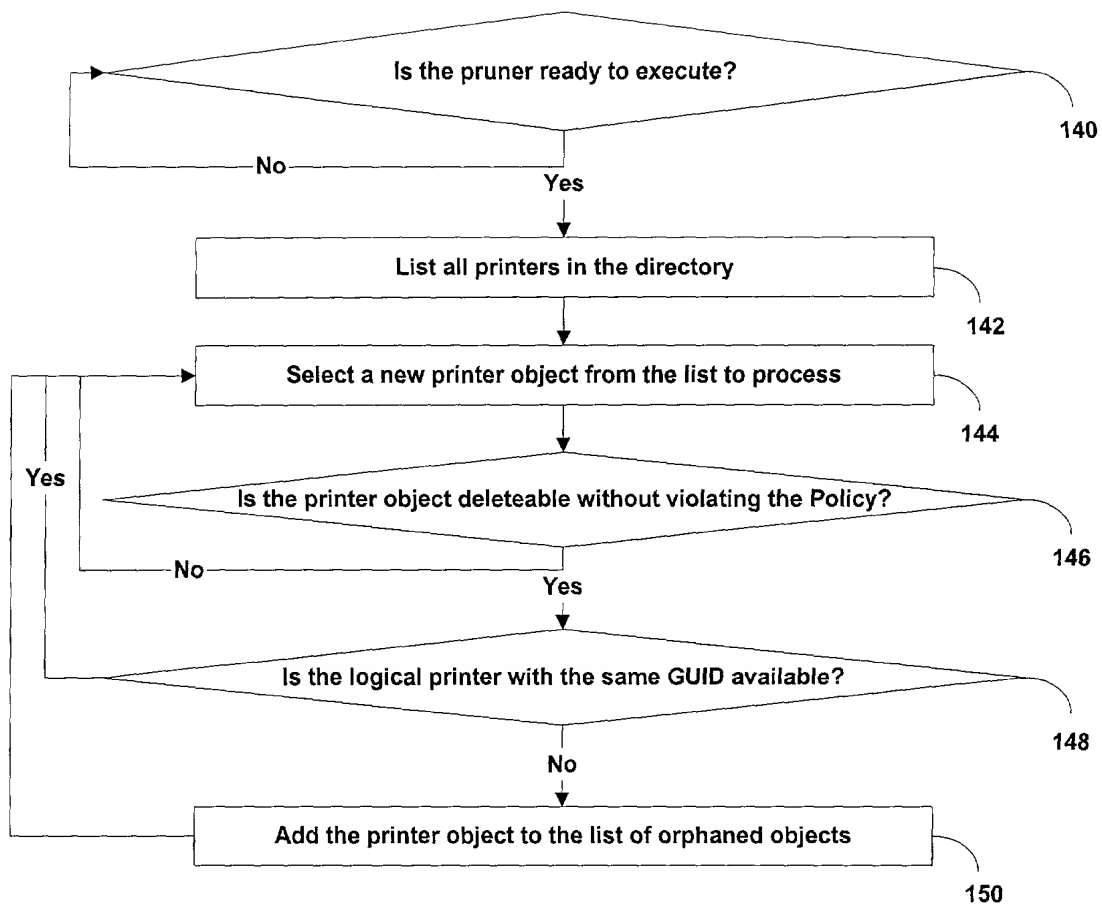 Is the pruner ready to execute?
140
No
Yes
List all printers in the directory
142
Select a new printer object from the list to process
144
Yes
Is the printer object deleteable without violating the Policy?
146
No
Yes
Is the logical printer with the same GUID available?
148
No
Add the printer object to the list of orphaned objects
150